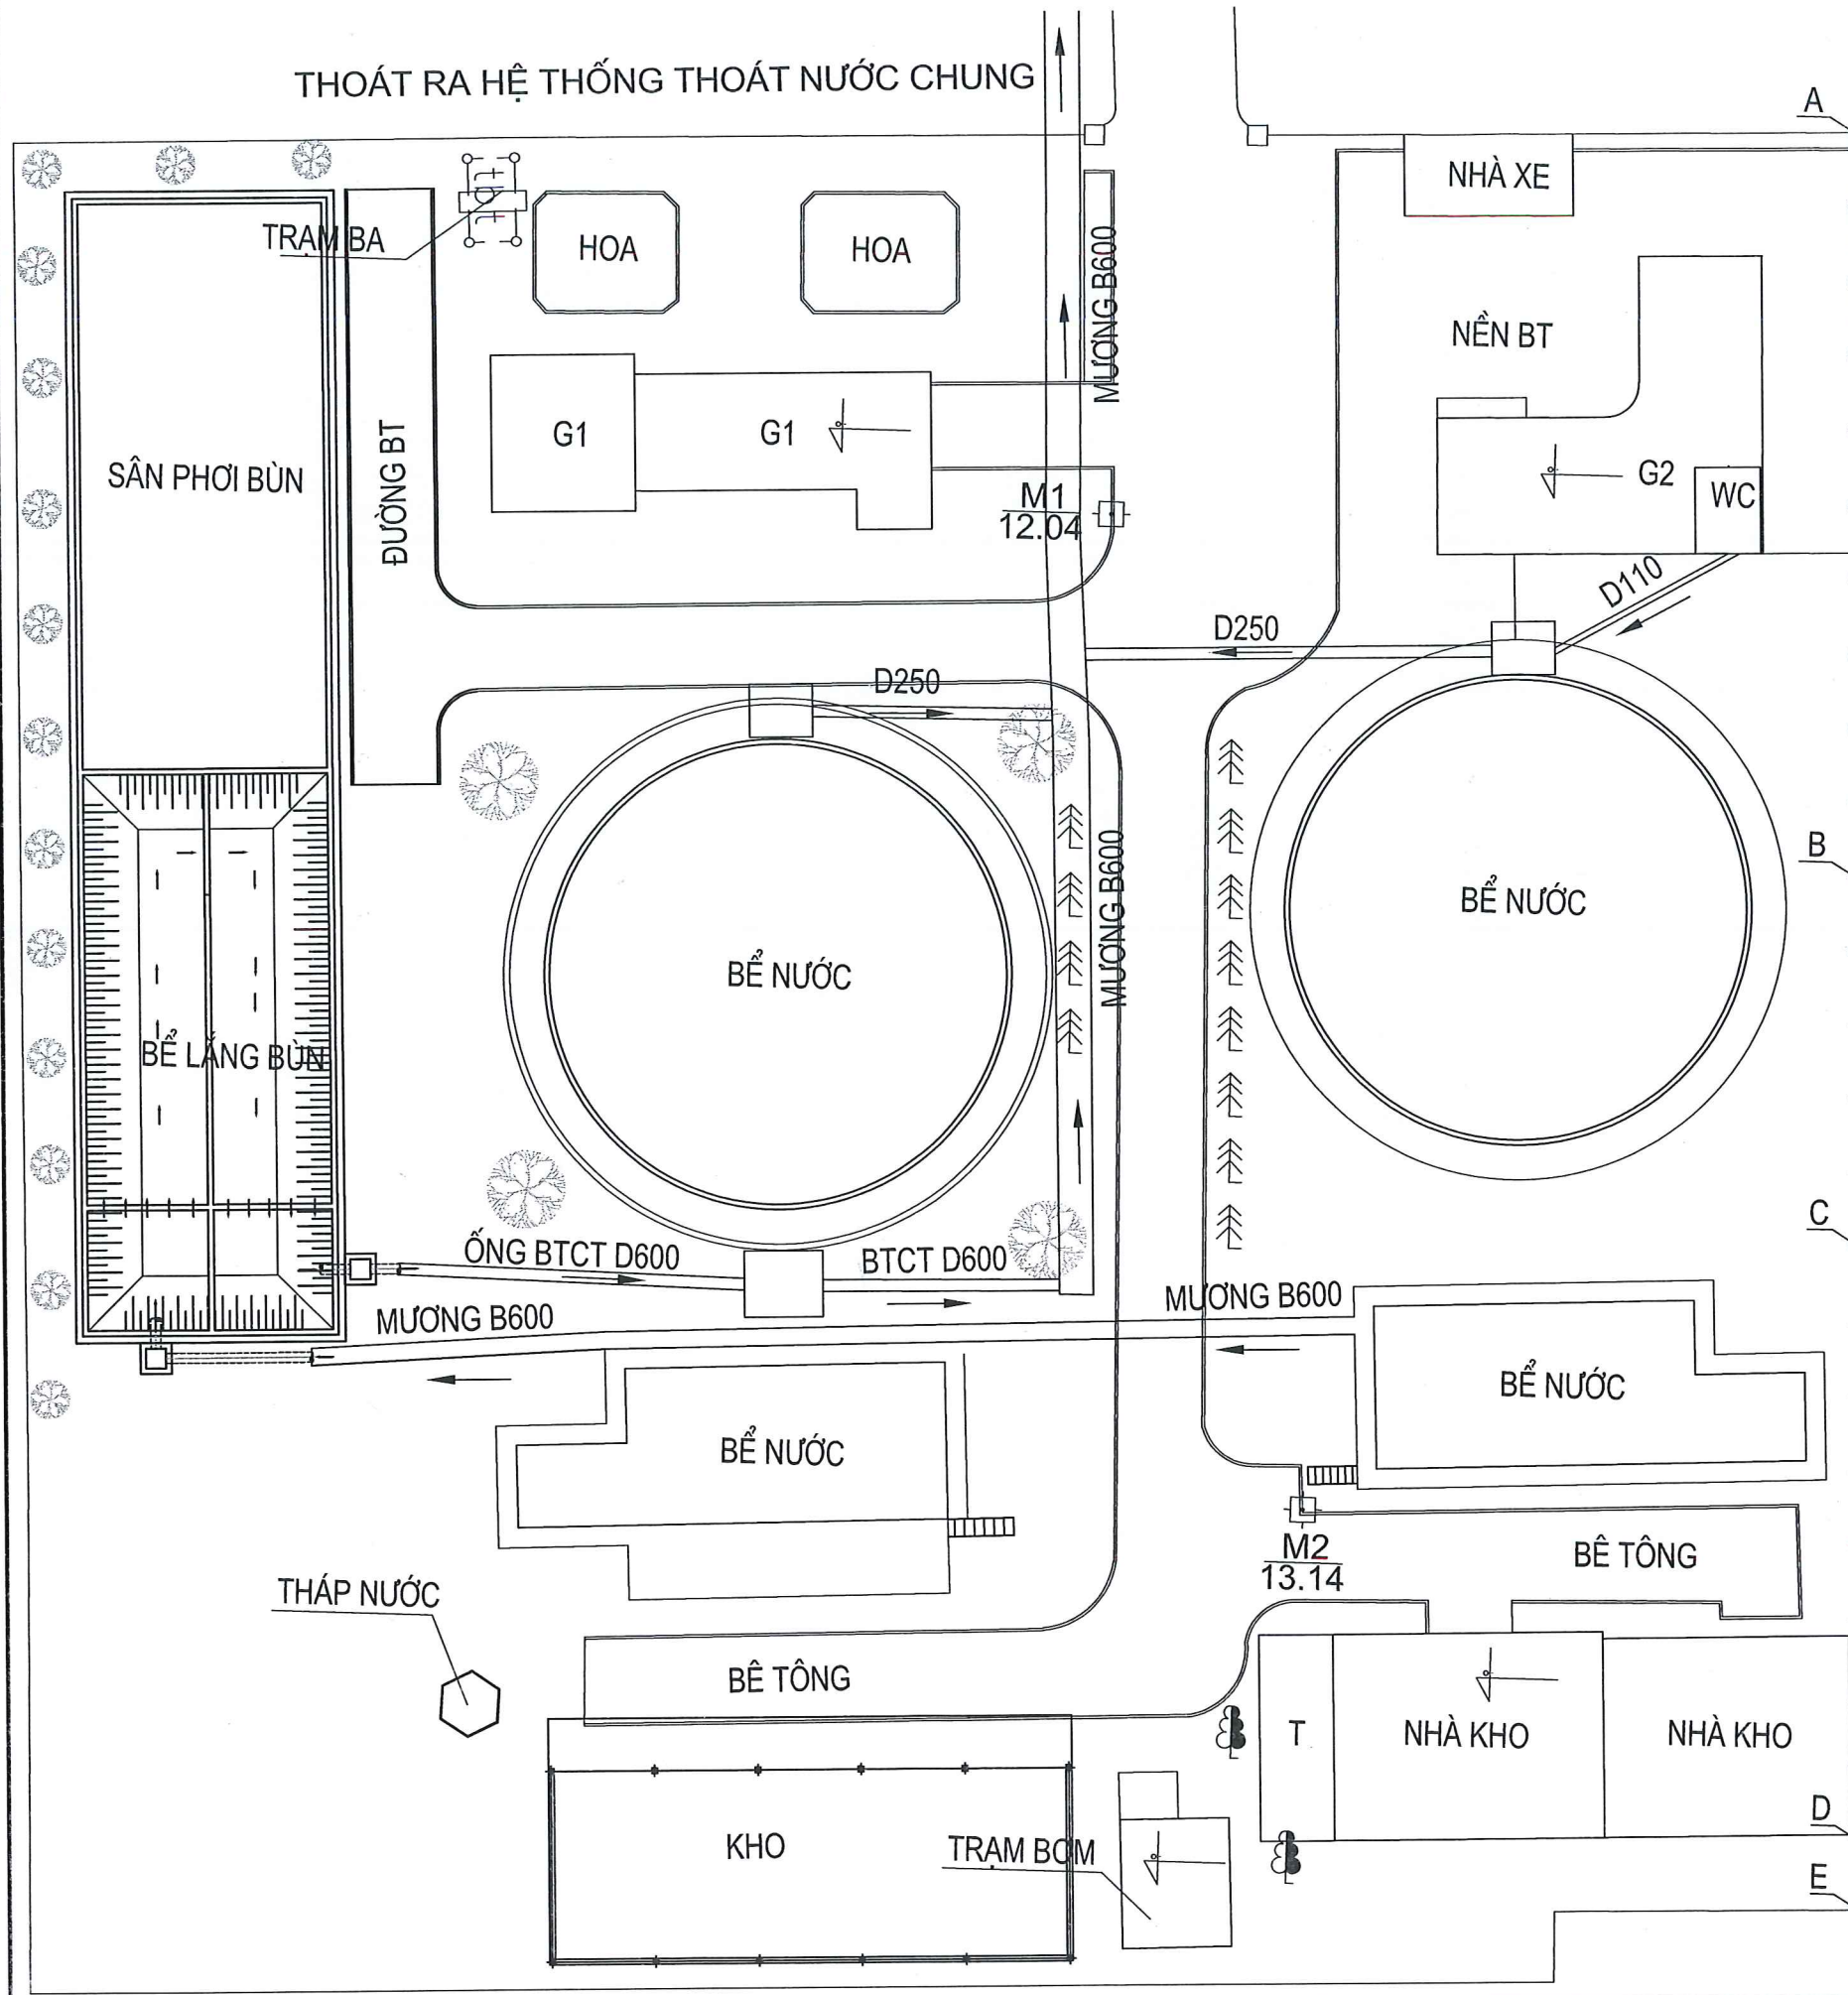 THOÁT RA HỆ THỐNG THOÁT NƯỚC CHUNG
A
NHÀ XE
TRẠM BA
HOA
HOA
MƯƠNG B600
NỀN BT
G1
G1
SÂN PHƠI BÙN
ĐƯỜNG BT
M1
12.04
G2
WC
D110
D250
D250
B
BỂ NƯỚC
BỂ NƯỚC
MƯƠNG B600
BỂ LẮNG BÙN
C
ỐNG BTCT D600
BTCT D600
MƯƠNG B600
MƯƠNG B600
BỂ NƯỚC
BỂ NƯỚC
M2
13.14
BÊ TÔNG
THÁP NƯỚC
BÊ TÔNG
T
NHÀ KHO
NHÀ KHO
D
KHO
TRẠM BƠM
E